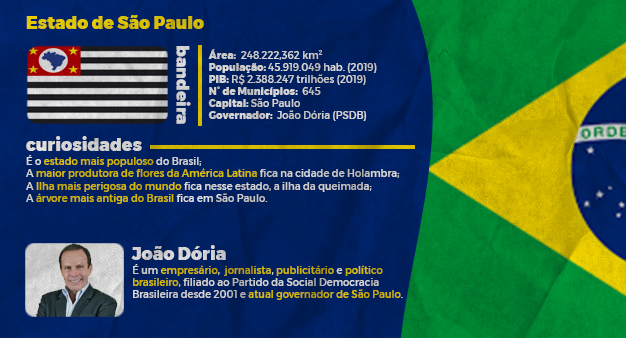 Estado de São Paulo
bandeira
Área: 248.222,362 km²
População: 45.919.049 hab. (2019)
PIB: R$ 2.388.247 trilhões (2019)
N° de Municípios: 645
Capital: São Paulo
Governador: João Dória (PSDB)
curiosidades
É o estado mais populoso do Brasil;
A maior produtora de flores da América Latina fica na cidade de Holambra;
A Ilha mais perigosa do mundo fica nesse estado, a ilha da queimada;
A árvore mais antiga do Brasil fica em São Paulo.
João Dória
É um empresário, jornalista, publicitário e político
brasileiro, filiado ao Partido da Social Democracia
Brasileira desde 2001 e atual governador de São Paulo.
ORDE